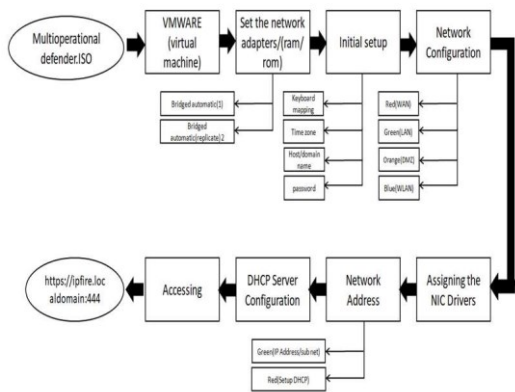 Multioperational
defender.ISO
VMWARE
(virtual
machine)
Set the network
adapters/(ram/
rom)
Initial setup
Network
Configuration
Bridged automatic(1)
Bridged
automatic(replicate).2
Keyboard
mapping
Time zone
Host/domain
name
password
Red(WAN)
Green(LAN)
Orange(DMZ)
Blue(WLAN)
https://ipfire.loc
aldomain:444
Accessing
DHCP Server
Configuration
Network
Address
Assigning the
NIC Drivers
Green(IP Address/sub net)
Red(Setup DHCP)